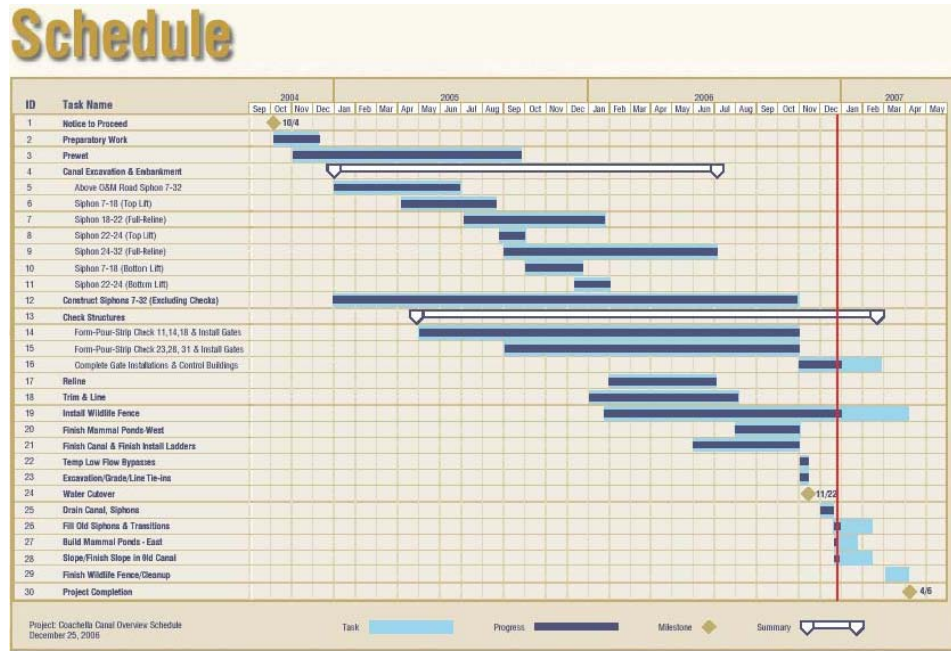 Schedule
2004 2005 2006 2007
ID Task Name Sep Oct Nov Dec Jan Feb Mar Apr May Jun Jul Aug Sep Oct Nov Dec Jan Feb Mar Apr May Jun Jul Aug Sep Oct Nov Dec Jan Feb Mar Apr May
1 Notice to Proceed 10/4
2 Preparatory Work
3 Prewet
4 Canal Excavation & Embankment
5 Above G&M Road Siphon 7-32
6 Siphon 7-18 (Top Lift)
7 Siphon 18-22 (Full-Reline)
8 Siphon 22-24 (Top Lift)
9 Siphon 24-32 (Full-Reline)
10 Siphon 7-18 (Bottom Lift)
11 Siphon 22-24 (Bottom Lift)
12 Construct Siphons 7-32 (Excluding Checks)
13 Check Structures
14 Form-Pour-Strip Check 11,14,18 & Install Gates
15 Form-Pour-Strip Check 23,28, 31 & Install Gates
16 Complete Gate Installations & Control Buildings
17 Reline
18 Trim & Line
19 Install Wildlife Fence
20 Finish Mammal Ponds-West
21 Finish Canal & Finish Install Ladders
22 Temp Low Flow Bypasses
23 Excavation/Grade/Line Tie-ins
24 Water Cutover 11/22
25 Drain Canal, Siphons
26 Fill Old Siphons & Transitions
27 Build Mammal Ponds - East
28 Slope/Finish Slope in Old Canal
29 Finish Wildlife Fence/Cleanup
30 Project Completion 4/6
Project: Coachella Canal Overview Schedule
December 25, 2006
Task Progress Milestone Summary